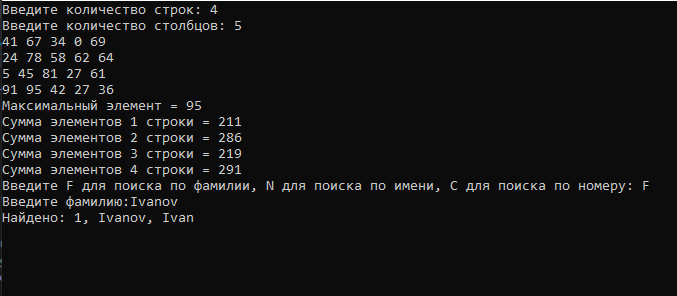 Введите количество строк: 4
Введите количество столбцов: 5
41 67 34 0 69
24 78 58 62 64
5 45 81 27 61
91 95 42 27 36
Максимальный элемент = 95
Сумма элементов 1 строки = 211
Сумма элементов 2 строки = 286
Сумма элементов 3 строки = 219
Сумма элементов 4 строки = 291
Введите F для поиска по фамилии, N для поиска по имени, C для поиска по номеру: F
Введите фамилию:Ivanov
Найдено: 1, Ivanov, Ivan